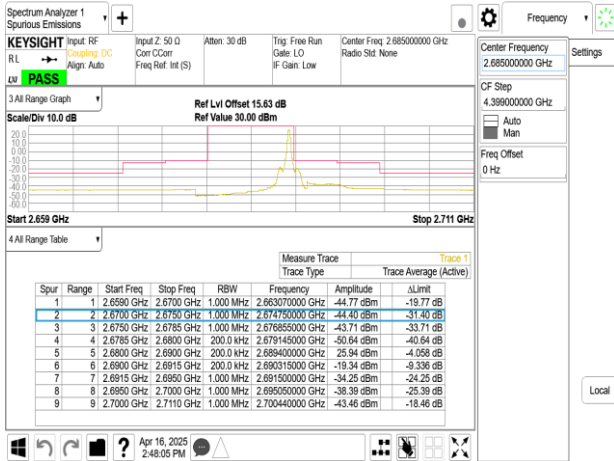 Spectrum Analyzer 1
Spurious Emissions
Frequency
KEYSIGHT
Input: RF
Coupling: DC
Align: Auto
Input Z: 50 Ω
Corr CCorr
Freq Ref: Int (S)
Atten: 30 dB
Trig: Free Run
Gate: LO
IF Gain: Low
Center Freq: 2.685000000 GHz
Radio Std: None
RL
LXI
PASS
Center Frequency
2.685000000 GHz
Settings
CF Step
4.399000000 GHz
Auto
Man
Freq Offset
0 Hz
Local
3 All Range Graph
Scale/Div 10.0 dB
Ref Lvl Offset 15.63 dB
Ref Value 30.00 dBm
20.0
10.0
0.00
-10.0
-20.0
-30.0
-40.0
-50.0
-60.0
Start 2.659 GHz
Stop 2.711 GHz
4 All Range Table
Measure Trace Trace 1
Trace Type Trace Average (Active)
Spur Range Start Freq Stop Freq RBW Frequency Amplitude ΔLimit
1 1 2.6590 GHz 2.6700 GHz 1.000 MHz 2.663070000 GHz -44.77 dBm -19.77 dB
2 2 2.6700 GHz 2.6750 GHz 1.000 MHz 2.674750000 GHz -44.40 dBm -31.40 dB
3 3 2.6750 GHz 2.6785 GHz 1.000 MHz 2.676855000 GHz -43.71 dBm -33.71 dB
4 4 2.6785 GHz 2.6800 GHz 200.0 kHz 2.679145000 GHz -50.64 dBm -40.64 dB
5 5 2.6800 GHz 2.6900 GHz 200.0 kHz 2.689400000 GHz 25.94 dBm -4.058 dB
6 6 2.6900 GHz 2.6915 GHz 200.0 kHz 2.690315000 GHz -19.34 dBm -9.336 dB
7 7 2.6915 GHz 2.6950 GHz 1.000 MHz 2.691500000 GHz -34.25 dBm -24.25 dB
8 8 2.6950 GHz 2.7000 GHz 1.000 MHz 2.695050000 GHz -38.39 dBm -25.39 dB
9 9 2.7000 GHz 2.7110 GHz 1.000 MHz 2.700440000 GHz -43.46 dBm -18.46 dB
Apr 16, 2025
2:48:05 PM